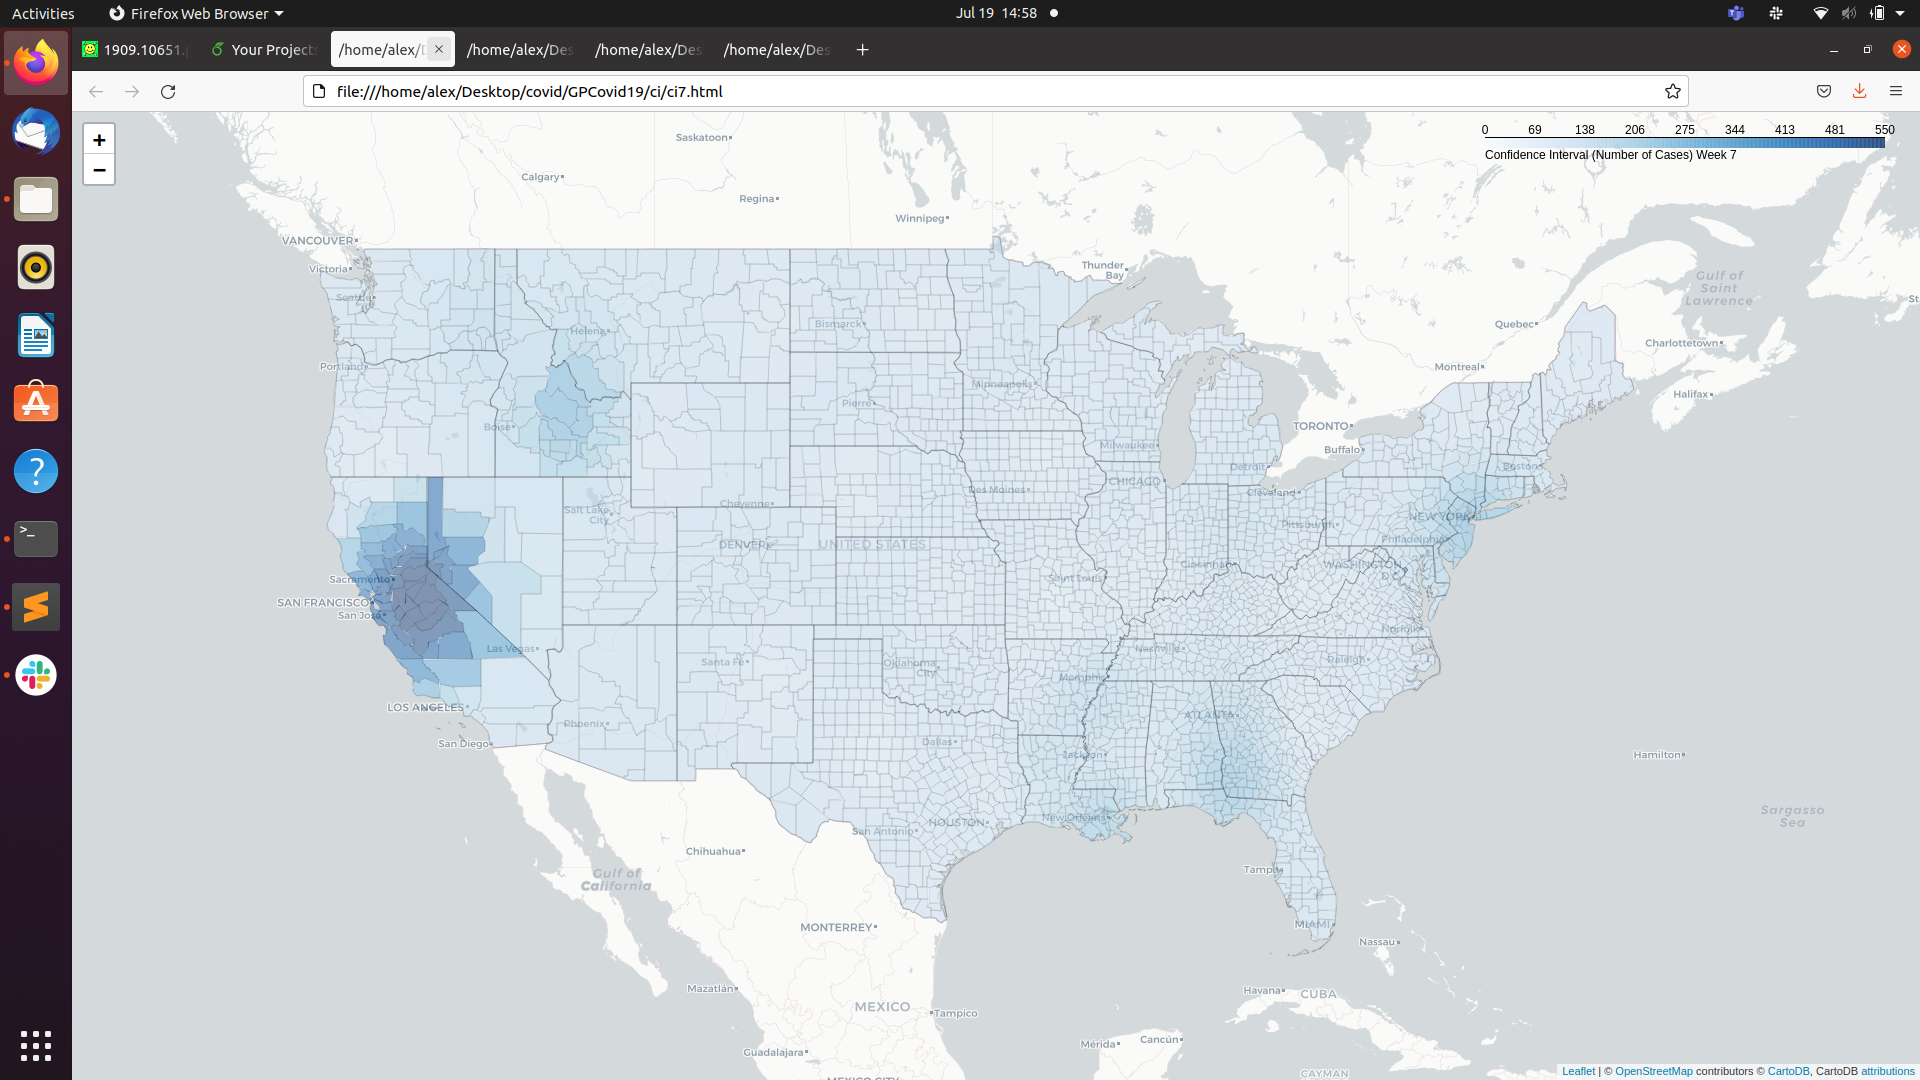 Activities
Firefox Web Browser
Jul 19 14:58
1909.10651.
Your Projects
/home/alex/D
/home/alex/Des
/home/alex/Des
/home/alex/Des
file:///home/alex/Desktop/covid/GPCovid19/ci/ci7.html
+
−
0 69 138 206 275 344 413 481 550
Confidence Interval (Number of Cases) Week 7
Saskatoon
Calgary
Regina
Winnipeg
VANCOUVER
Victoria
Thunder
Bay
Gulf of
Saint
Lawrence
St
Seattle
Helena
Bismarck
Quebec
Charlottetown
Portland
Montreal
Minneapolis
Halifax
Pierre
Boise
TORONTO
Buffalo
Milwaukee
Detroit
Boston
CHICAGO
Des Moines
Cleveland
Cheyenne
Salt Lake
City
NEW YORK
Pittsburgh
Philadelphia
DENVER
UNITED STATES
Cincinnati
WASHINGTON
D.C.
Sacramento
Saint Louis
SAN FRANCISCO
San Jose
Norfolk
Las Vegas
Nashville
Santa Fe
Oklahoma
City
Raleigh
Memphis
LOS ANGELES
Phoenix
ATLANTA
San Diego
Dallas
Jackson
Hamilton
New Orleans
HOUSTON
San Antonio
Sargasso
Sea
Chihuahua
Gulf of
California
Tampa
MONTERREY
MIAMI
Nassau
Mazatlán
Havana
CUBA
MEXICO
Tampico
Mérida
Cancún
Guadalajara
MEXICO CITY
CAYMAN
Leaflet | © OpenStreetMap contributors © CartoDB, CartoDB attributions